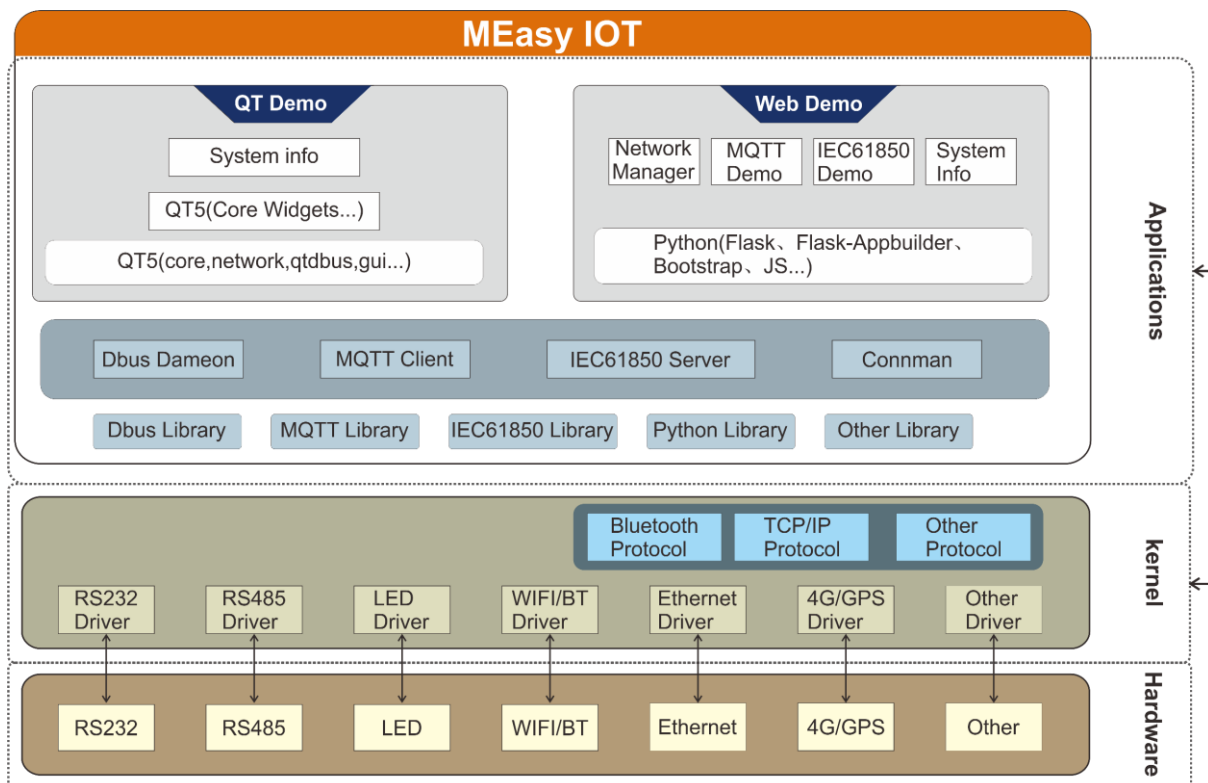 MEasy IOT
QT Demo
System info
QT5(Core Widgets...)
QT5(core,network,qtdbus,gui...)
Web Demo
Network
Manager
MQTT
Demo
IEC61850
Demo
System
Info
Python(Flask、Flask-Appbuilder、
Bootstrap、JS...)
Applications
Dbus Dameon
MQTT Client
IEC61850 Server
Connman
Dbus Library
MQTT Library
IEC61850 Library
Python Library
Other Library
Bluetooth
Protocol
TCP/IP
Protocol
Other
Protocol
kernel
RS232
Driver
RS485
Driver
LED
Driver
WIFI/BT
Driver
Ethernet
Driver
4G/GPS
Driver
Other
Driver
Hardware
RS232
RS485
LED
WIFI/BT
Ethernet
4G/GPS
Other